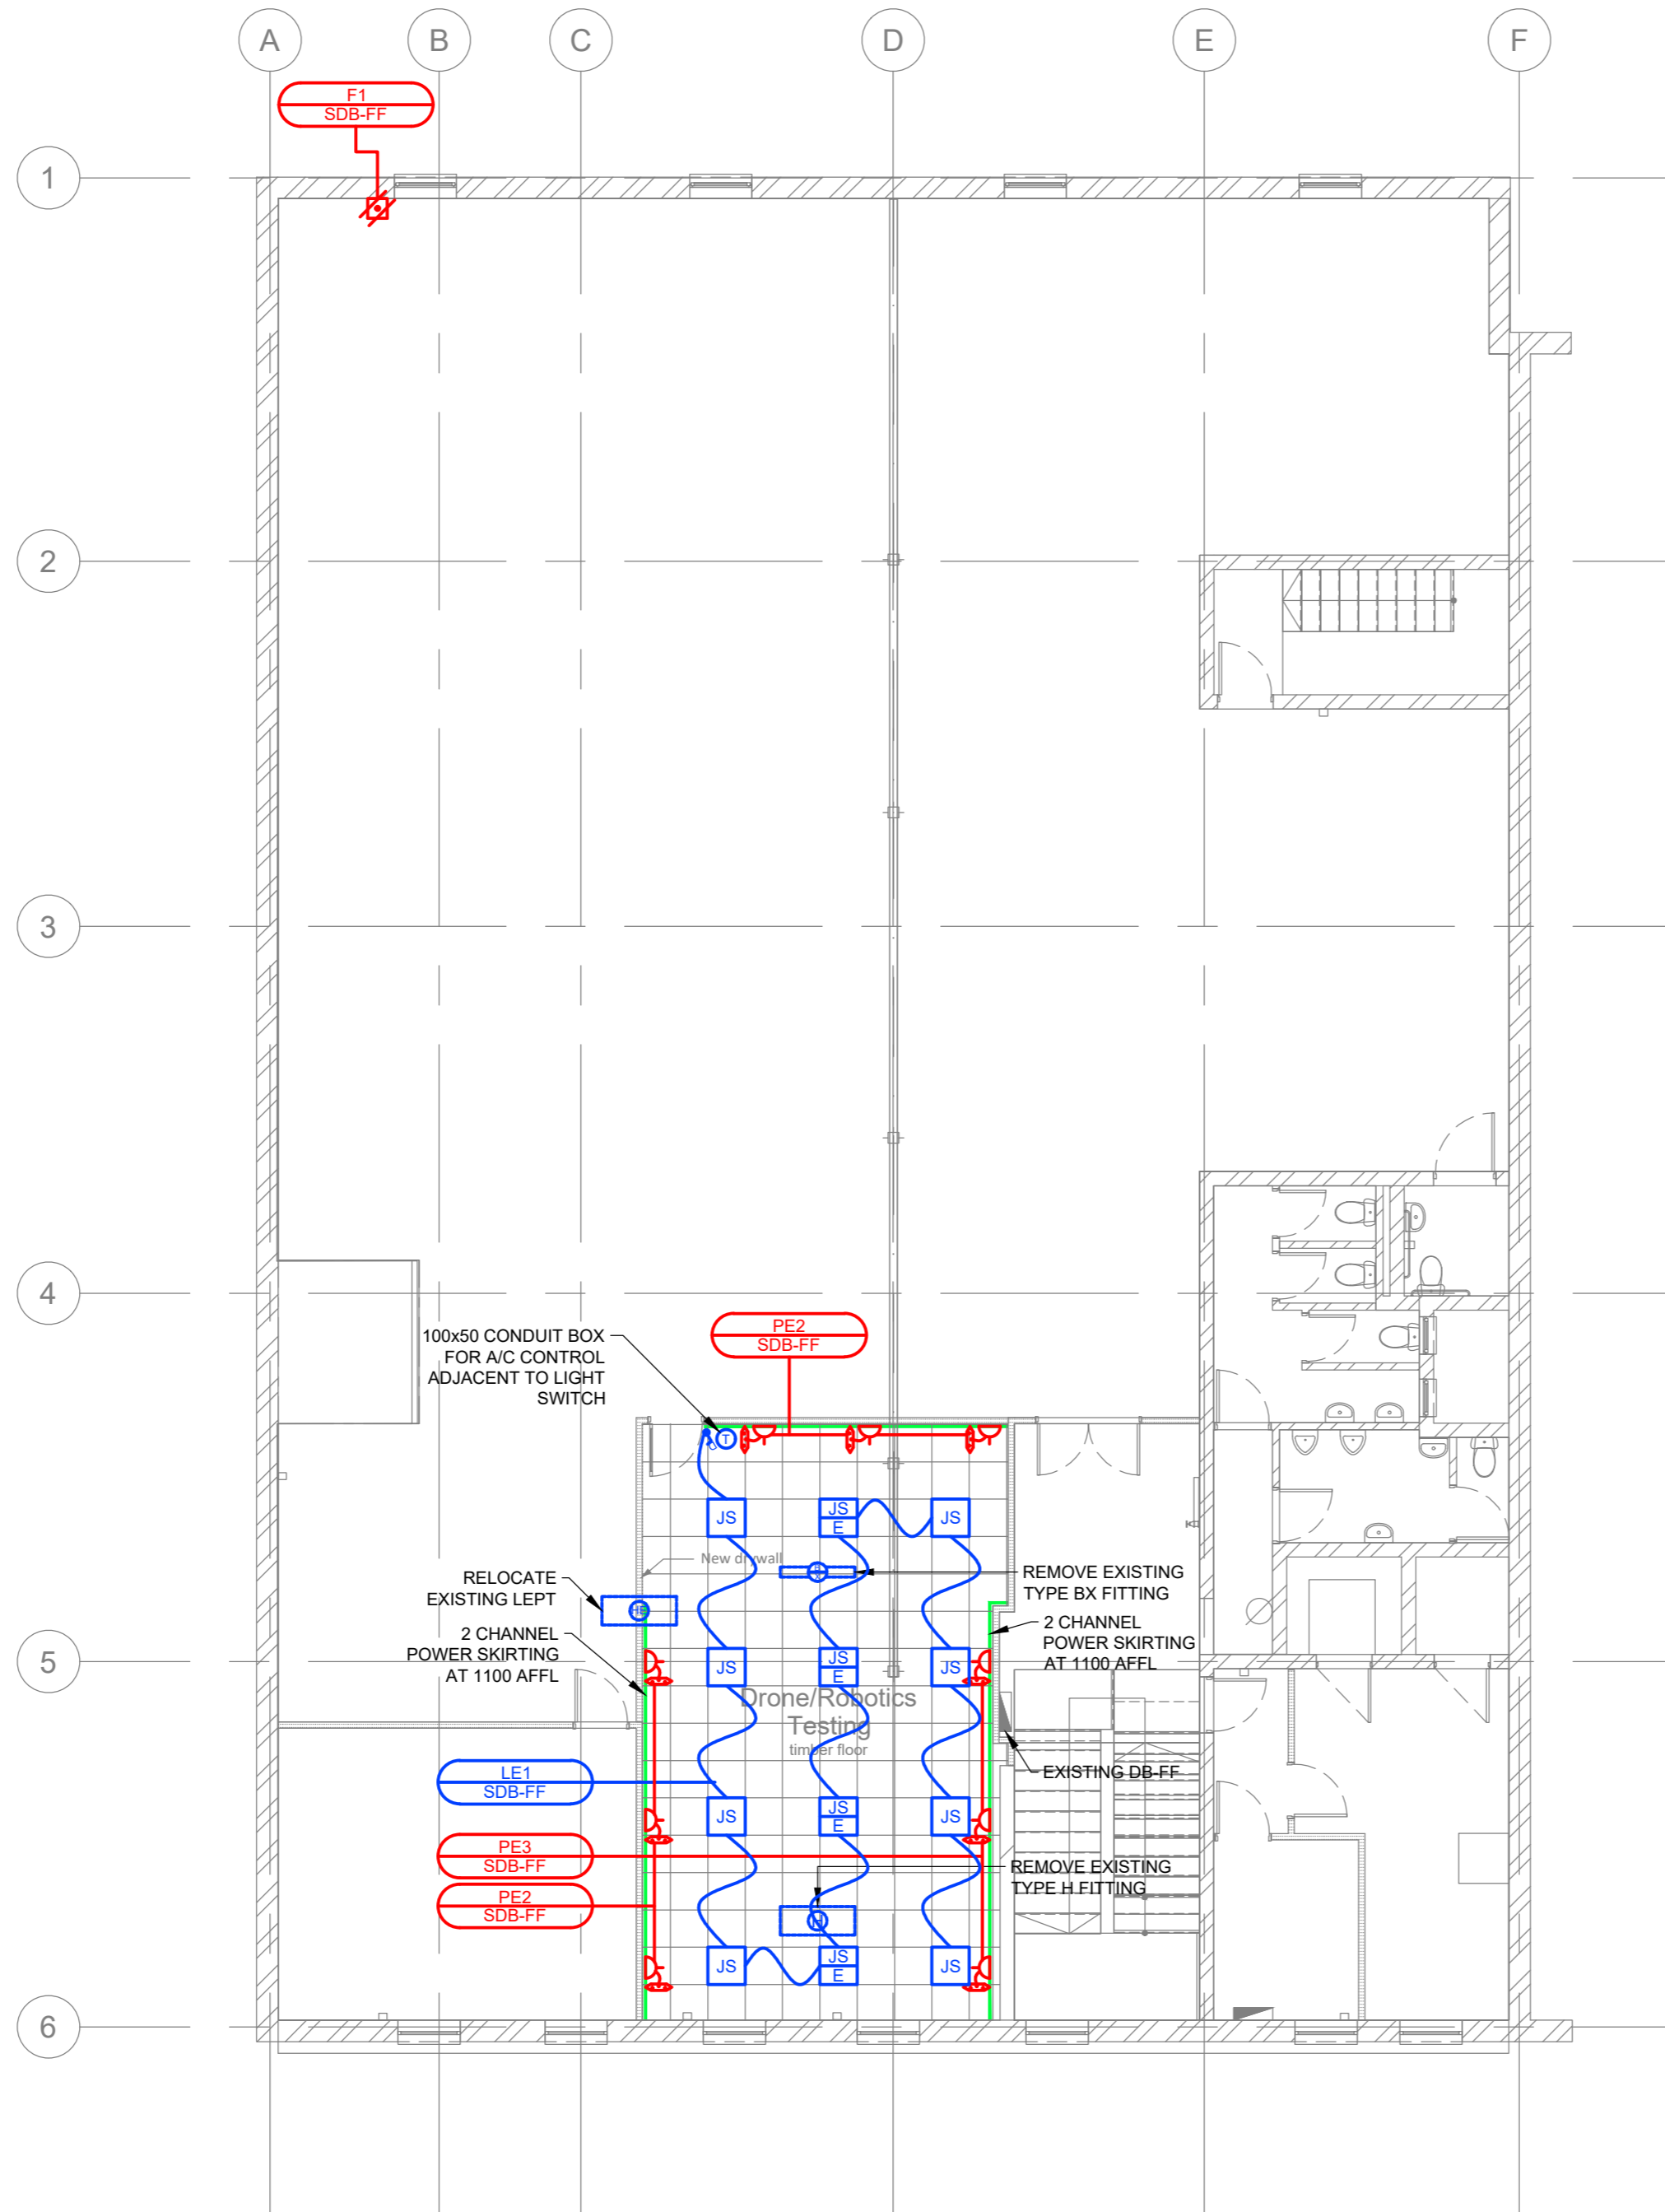 A
B
C
D
E
F
F1
SDB-FF
1
2
3
4
PE2
SDB-FF
100x50 CONDUIT BOX
FOR A/C CONTROL
ADJACENT TO LIGHT
SWITCH
T
JS
JS
E
JS
New drywall
REMOVE EXISTING
TYPE BX FITTING
RELOCATE
EXISTING LEPT
HE
2 CHANNEL
POWER SKIRTING
AT 1100 AFFL
2 CHANNEL
POWER SKIRTING
AT 1100 AFFL
5
JS
JS
E
JS
Drone/Robotics
Testing
timber floor
EXISTING DB-FF
LE1
SDB-FF
JS
JS
E
JS
PE3
SDB-FF
REMOVE EXISTING
TYPE H FITTING
PE2
SDB-FF
H
JS
JS
E
JS
6